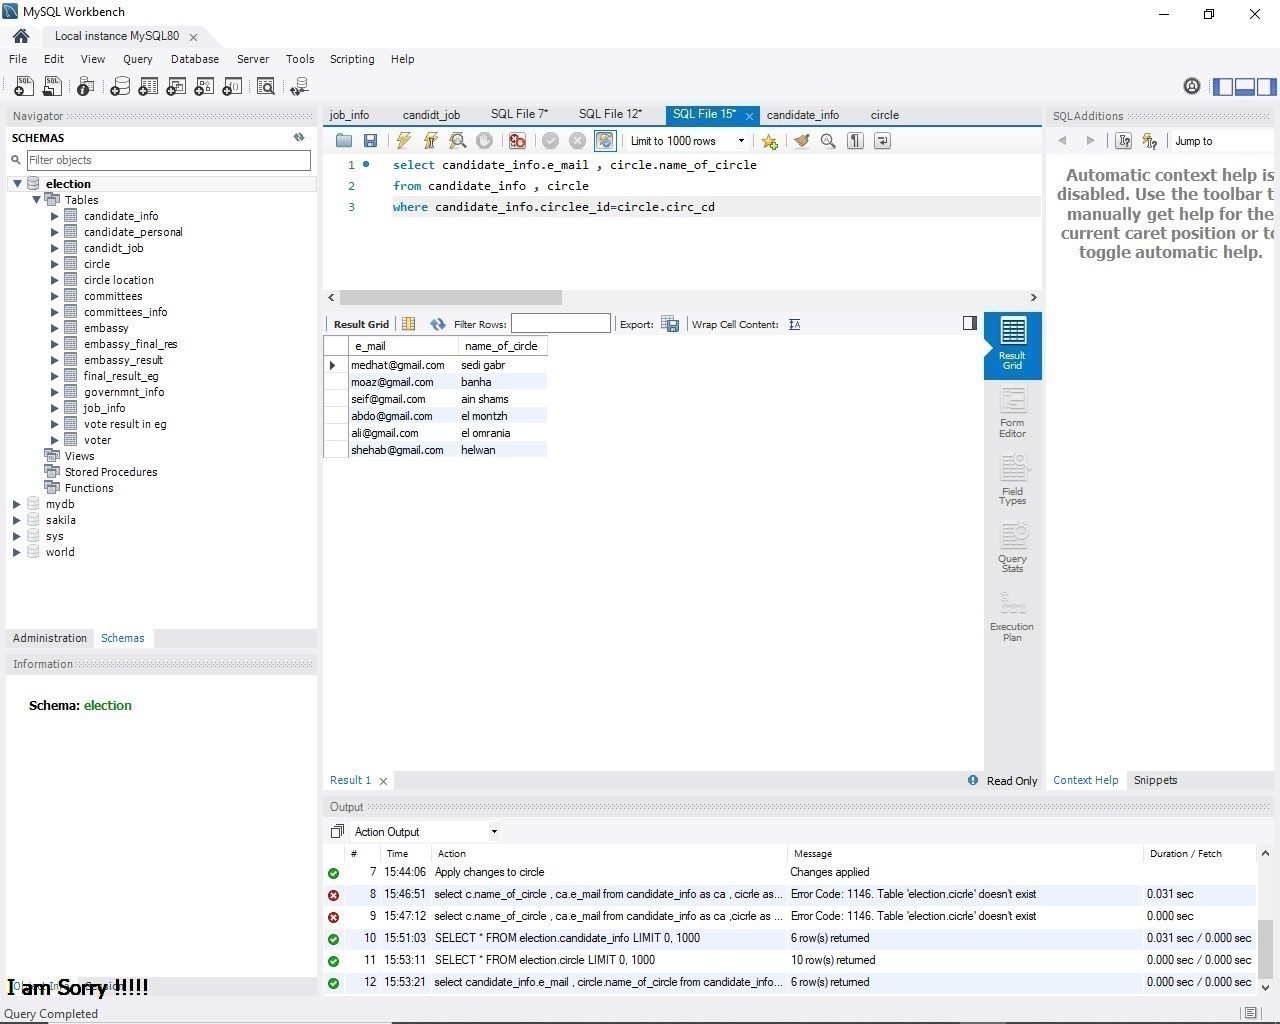 MySQL Workbench
Local instance MySQL80
File Edit View Query Database Server Tools Scripting Help
Navigator
SCHEMAS
Filter objects
election
Tables
candidate_info
candidate_personal
candidt_job
circle
circle location
committees
committees_info
embassy
embassy_final_res
embassy_result
final_result_eg
governmnt_info
job_info
vote result in eg
voter
Views
Stored Procedures
Functions
mydb
sakila
sys
world
Administration Schemas
Information
Schema: election
I am Sorry !!!!!
job_info candidt_job SQL File 7* SQL File 12* SQL File 15* candidate_info circle
Limit to 1000 rows
1 select candidate_info.e_mail , circle.name_of_circle
2 from candidate_info , circle
3 where candidate_info.circlee_id=circle.circ_cd
Result Grid Filter Rows: Export: Wrap Cell Content:
e_mail name_of_circle
medhat@gmail.com sedi gabr
moaz@gmail.com banha
seif@gmail.com ain shams
abdo@gmail.com el montzh
ali@gmail.com el omrania
shehab@gmail.com helwan
Result
Grid
Form
Editor
Field
Types
Query
Stats
Execution
Plan
Result 1
Read Only
SQLAdditions
Jump to
Automatic context help is
disabled. Use the toolbar t
manually get help for the
current caret position or to
toggle automatic help.
Context Help Snippets
Output
Action Output
# Time Action Message Duration / Fetch
7 15:44:06 Apply changes to circle Changes applied
8 15:46:51 select c.name_of_circle , ca.e_mail from candidate_info as ca , cicrle as... Error Code: 1146. Table 'election.cicrle' doesn't exist 0.031 sec
9 15:47:12 select c.name_of_circle , ca.e_mail from candidate_info as ca ,cicrle as ... Error Code: 1146. Table 'election.cicrle' doesn't exist 0.000 sec
10 15:51:03 SELECT * FROM election.candidate_info LIMIT 0, 1000 6 row(s) returned 0.031 sec / 0.000 sec
11 15:53:11 SELECT * FROM election.circle LIMIT 0, 1000 10 row(s) returned 0.000 sec / 0.000 sec
12 15:53:21 select candidate_info.e_mail , circle.name_of_circle from candidate_info... 6 row(s) returned 0.000 sec / 0.000 sec
Query Completed